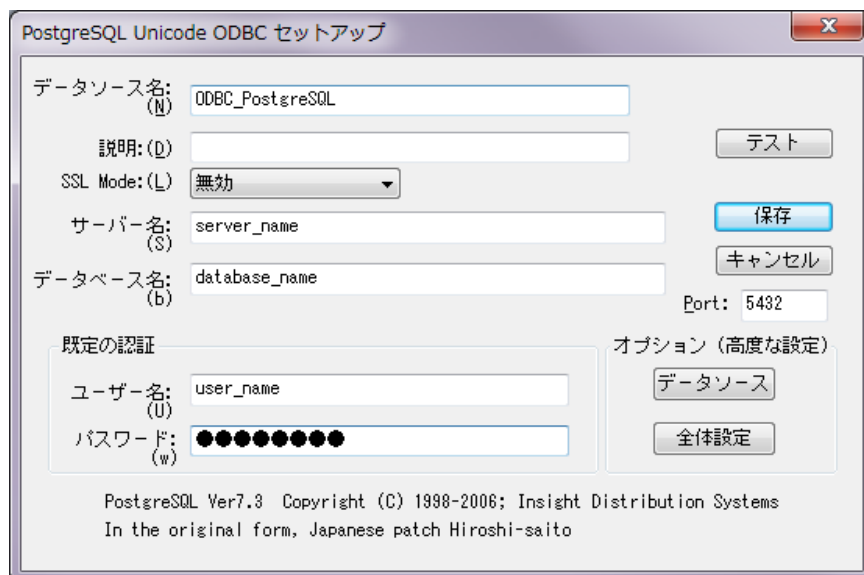 PostgreSQL Unicode ODBC セットアップ
データソース名:
(N)
ODBC_PostgreSQL
説明:(D)
テスト
SSL Mode:(L)
無効
サーバー名:
(S)
server_name
保存
キャンセル
データベース名:
(b)
database_name
Port:
5432
既定の認証
ユーザー名:
(U)
user_name
パスワード:
(w)
●●●●●●●●
オプション (高度な設定)
データソース
全体設定
PostgreSQL Ver7.3 Copyright (C) 1998-2006; Insight Distribution Systems
In the original form, Japanese patch Hiroshi-saito